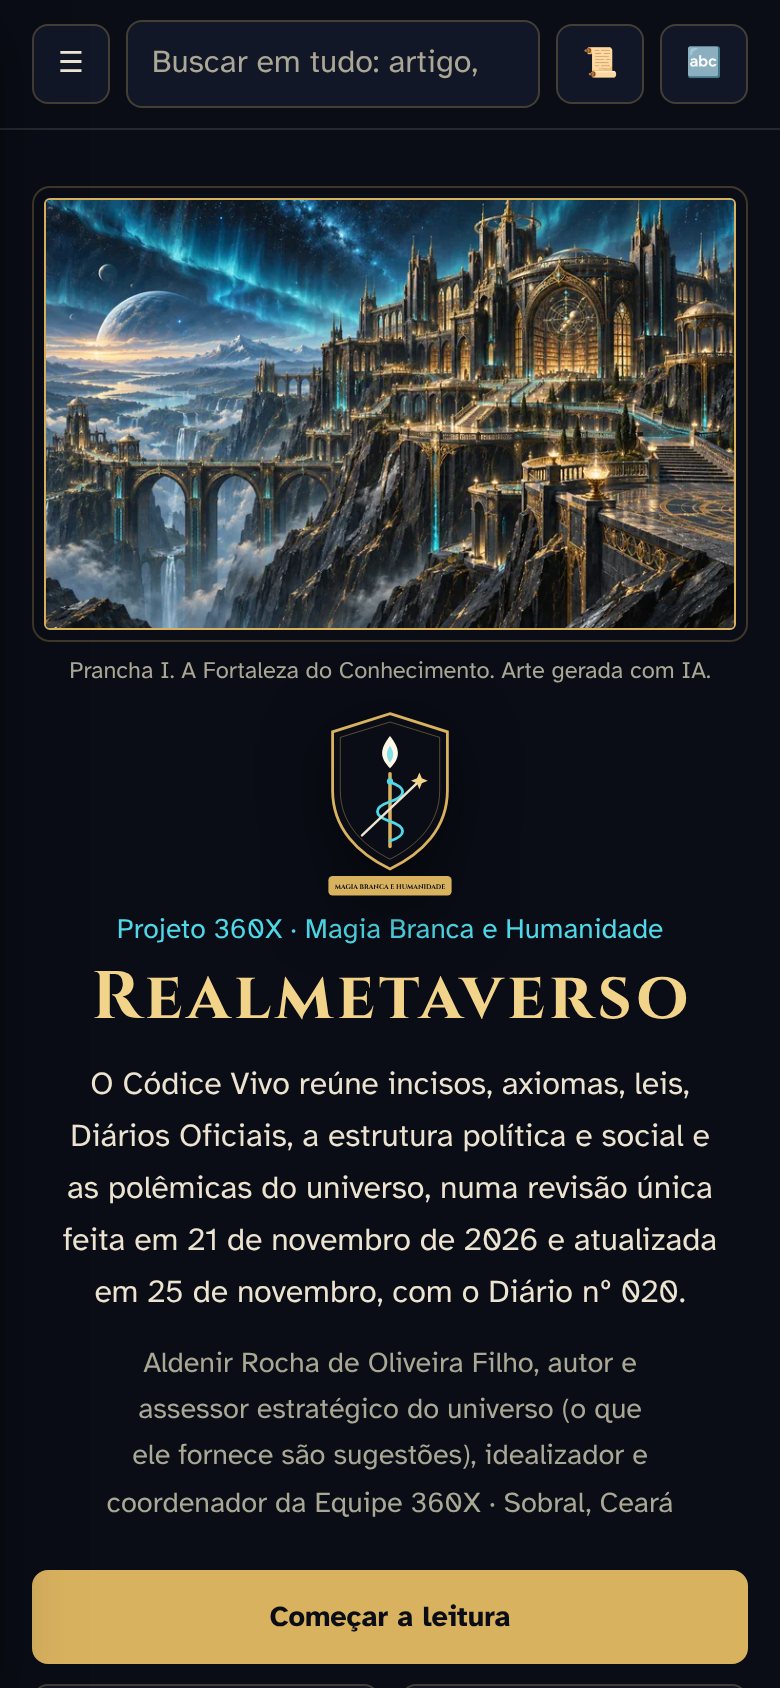 Buscar em tudo: artigo,
Prancha I. A Fortaleza do Conhecimento. Arte gerada com IA.
MAGIA BRANCA E HUMANIDADE
Projeto 360X · Magia Branca e Humanidade
REALMETAVERSO
O Códice Vivo reúne incisos, axiomas, leis,
Diários Oficiais, a estrutura política e social e
as polêmicas do universo, numa revisão única
feita em 21 de novembro de 2026 e atualizada
em 25 de novembro, com o Diário nº 020.
Aldenir Rocha de Oliveira Filho, autor e
assessor estratégico do universo (o que
ele fornece são sugestões), idealizador e
coordenador da Equipe 360X · Sobral, Ceará
Começar a leitura